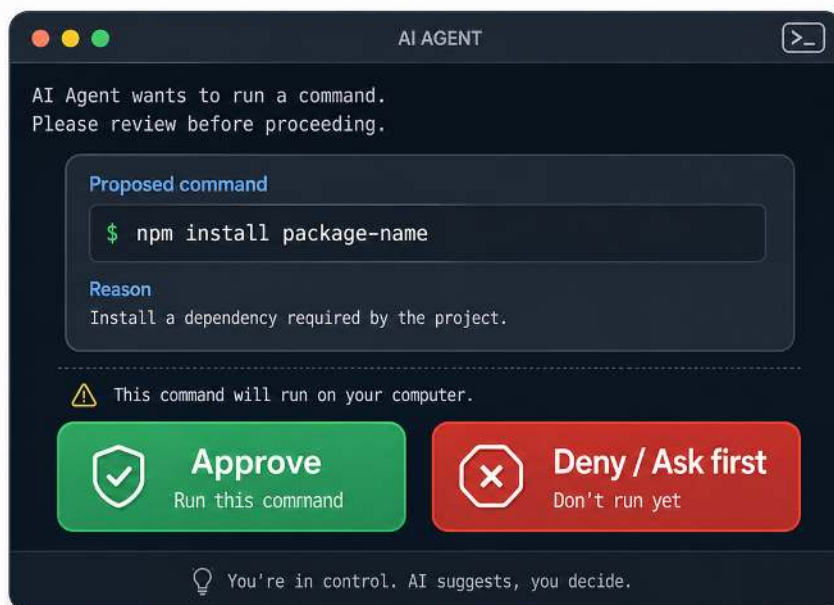 AI AGENT
>_
AI Agent wants to run a command.
Please review before proceeding.
Proposed command
$ npm install package-name
Reason
Install a dependency required by the project.
This command will run on your computer.
Approve
Run this command
Deny / Ask first
Don't run yet
You're in control. AI suggests, you decide.